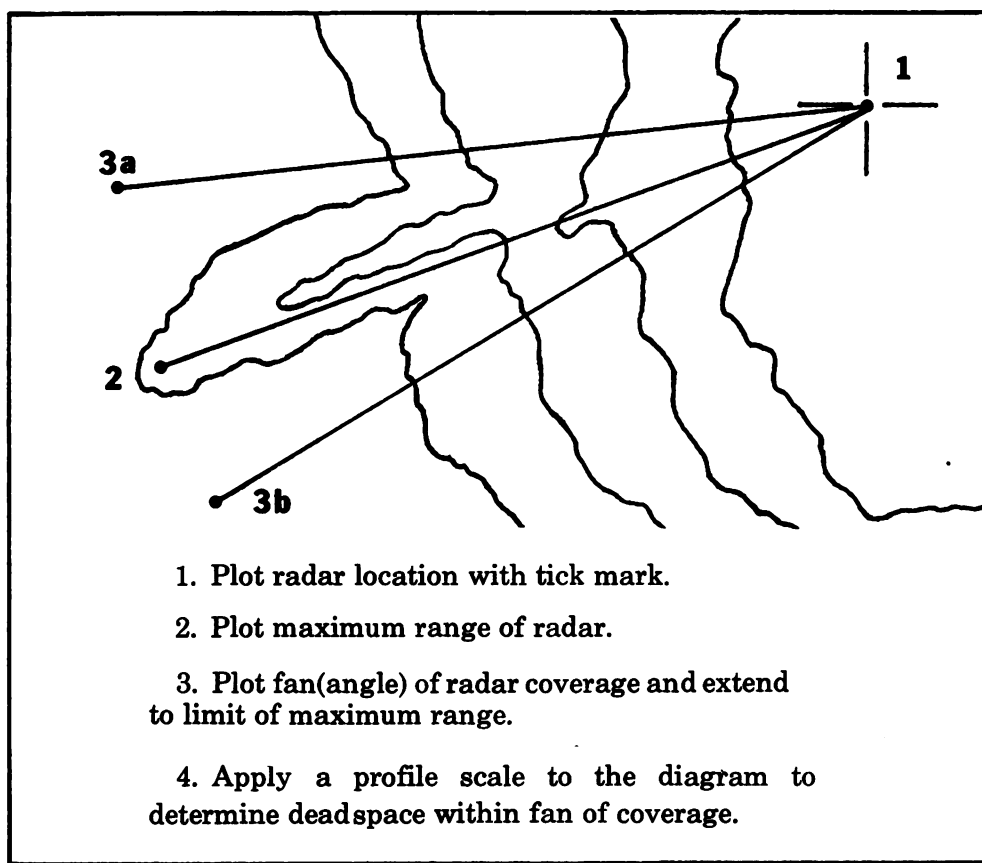 1
3a
2
3b
1. Plot radar location with tick mark.
2. Plot maximum range of radar.
3. Plot fan(angle) of radar coverage and extend
to limit of maximum range.
4. Apply a profile scale to the diagram to
determine deadspace within fan of coverage.